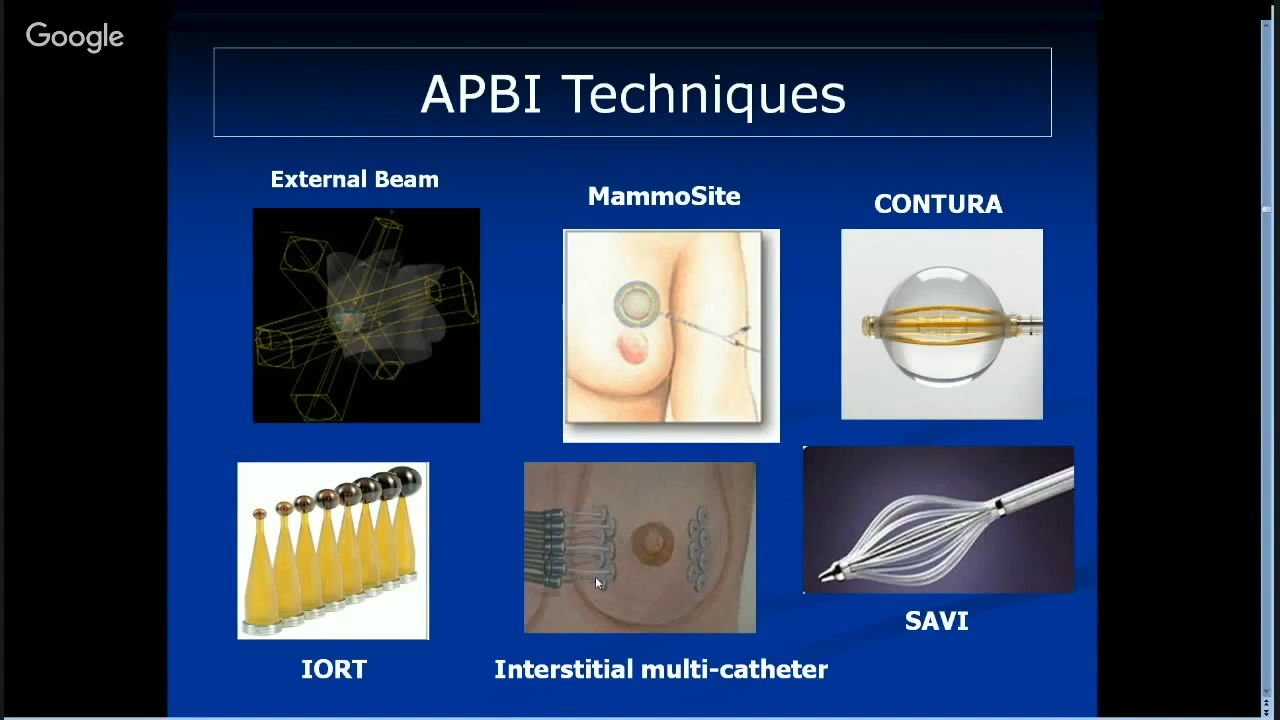 Google
APBI Techniques
External Beam
MammoSite
CONTURA
IORT
Interstitial multi-catheter
SAVI